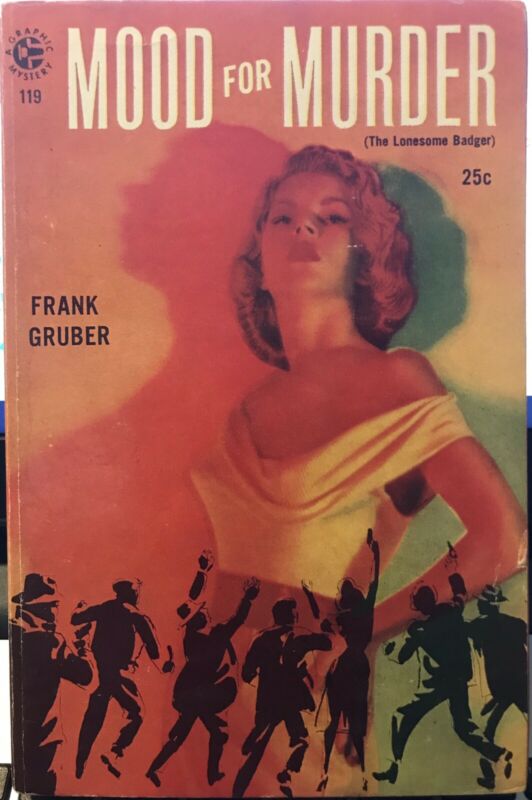 A GRAPHIC MYSTERY
119
MOOD FOR MURDER
(The Lonesome Badger)
25c
FRANK
GRUBER